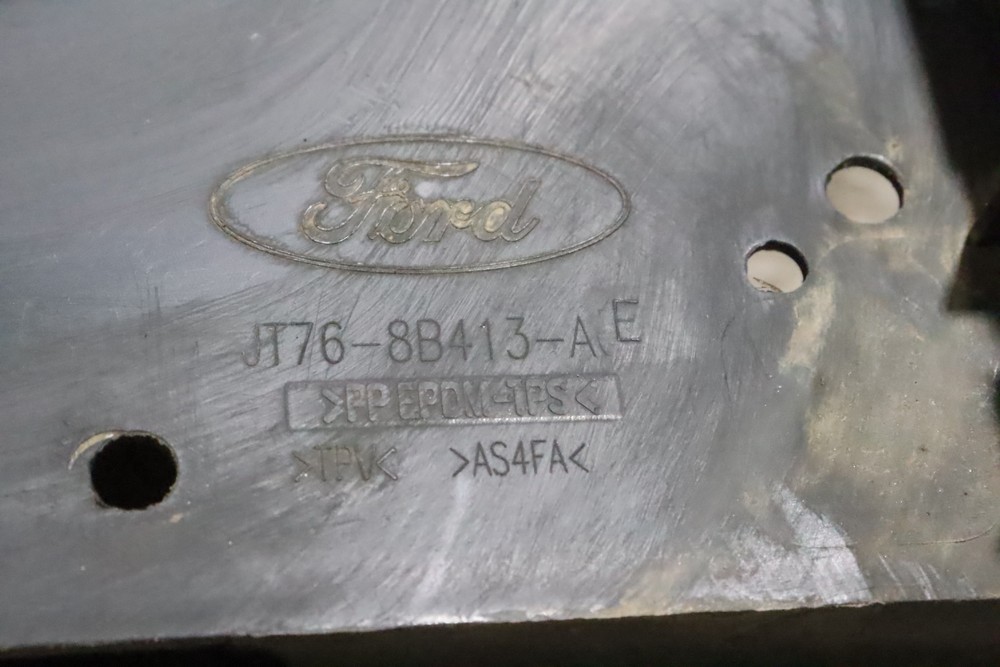 Ford
JT76-8B413-AE
>PP EPDM-TPS<
>TPV< >AS4FA<